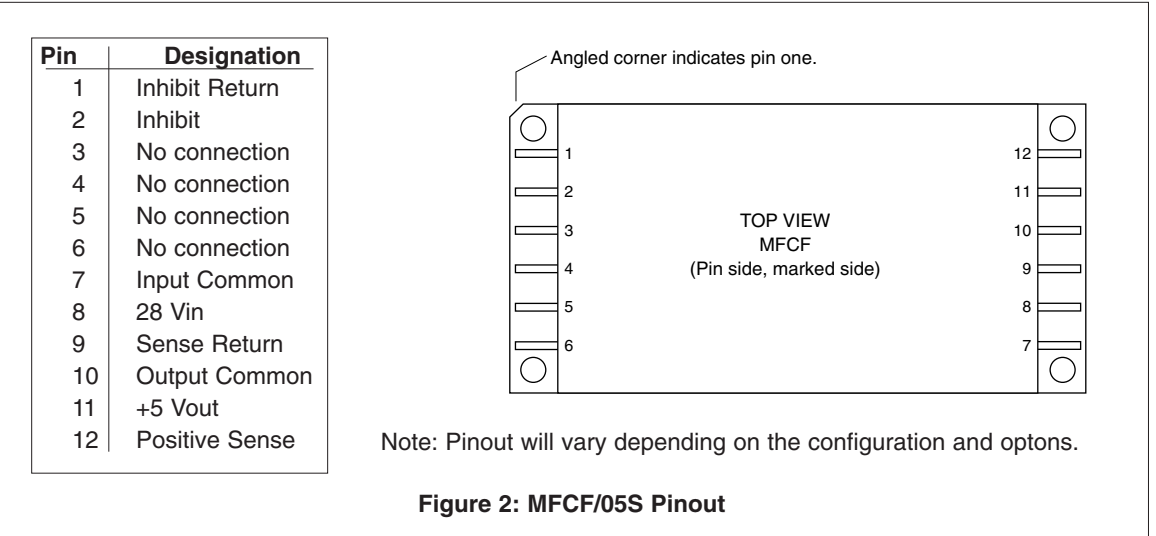 Pin Designation
1 Inhibit Return
2 Inhibit
3 No connection
4 No connection
5 No connection
6 No connection
7 Input Common
8 28 Vin
9 Sense Return
10 Output Common
11 +5 Vout
12 Positive Sense
Angled corner indicates pin one.
1 12
2 11
3 10
4 9
5 8
6 7
TOP VIEW
MFCF
(Pin side, marked side)
Note: Pinout will vary depending on the configuration and optons.
Figure 2: MFCF/05S Pinout